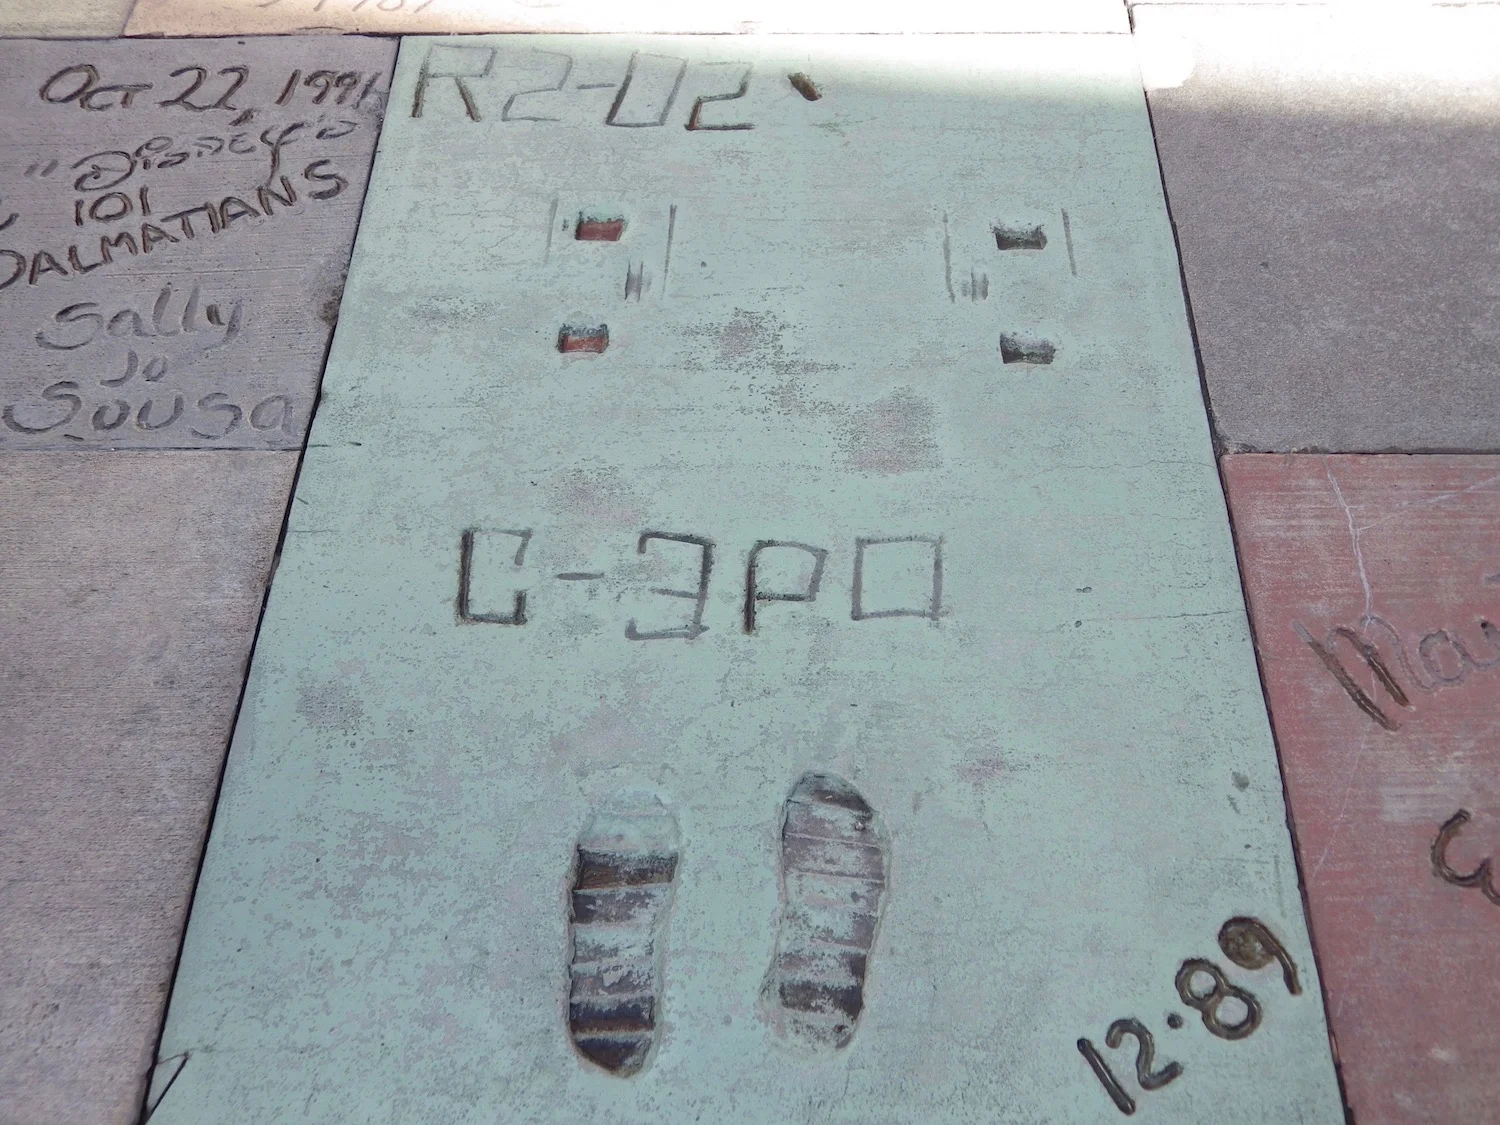 Oct 22, 1991
"Disney's
101
DALMATIANS
Sally
Jo
Sousa
R2-D2
C-3PO
12·89